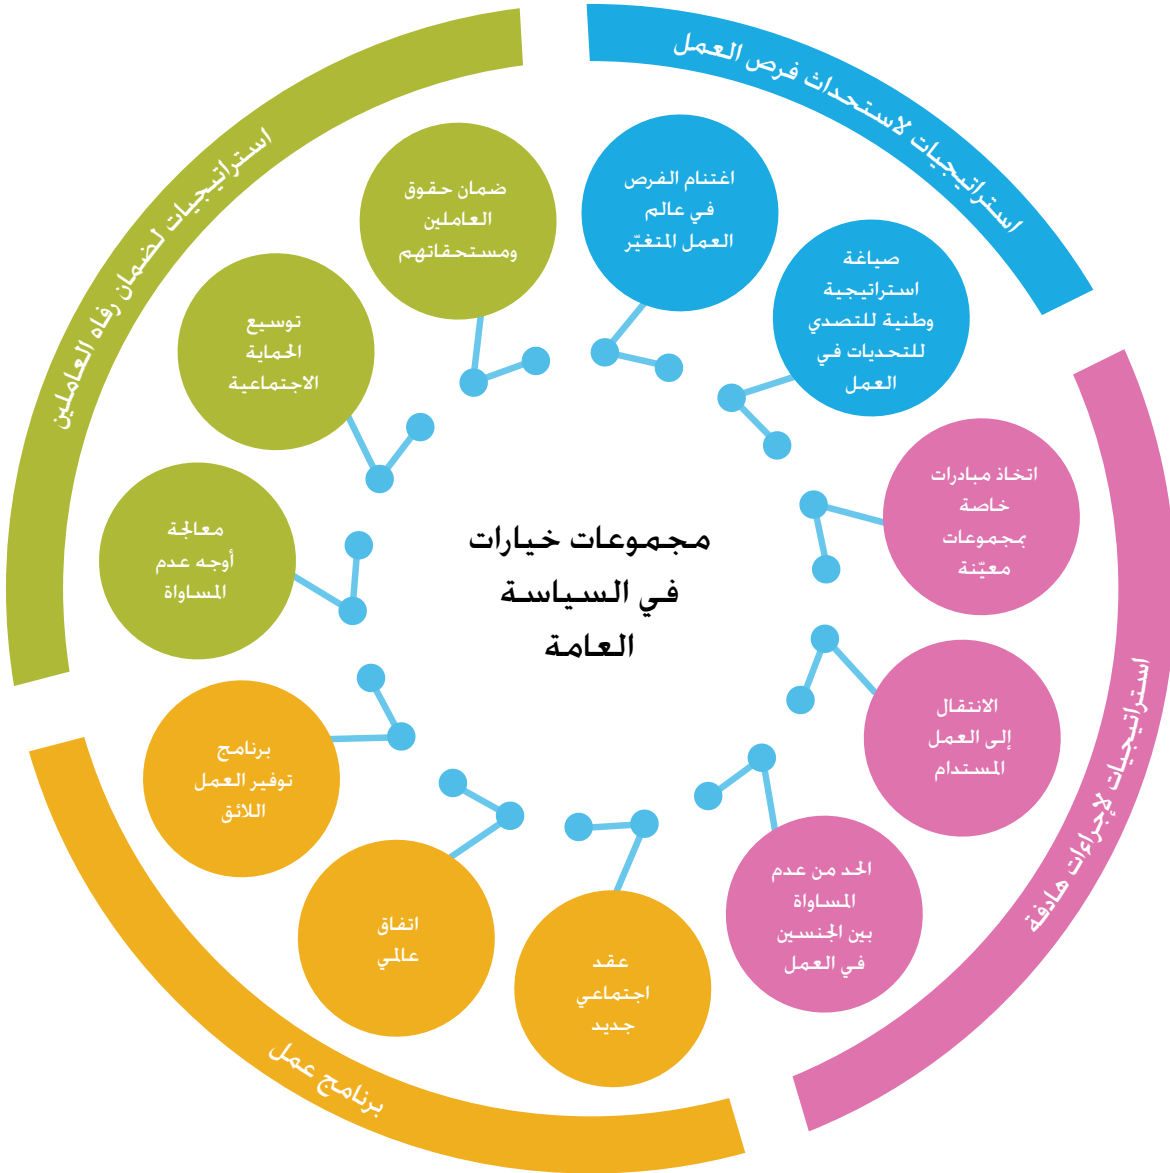 مجموعات خيارات
في السياسة
العامة
استراتيجيات لاستحداث فرص العمل
اغتنام الفرص
في عالم
العمل المتغيّر
صياغة
استراتيجية
وطنية للتصدي
للتحديات في
العمل
استراتيجيات لإجراءات هادفة
اتخاذ مبادرات
خاصة
بمجموعات
معيّنة
الانتقال
إلى العمل
المستدام
الحد من عدم
المساواة
بين الجنسين
في العمل
برنامج عمل
عقد
اجتماعي
جديد
اتفاق
عالمي
برنامج
توفير العمل
اللائق
استراتيجيات لضمان رفاه العاملين
معالجة
أوجه عدم
المساواة
توسيع
الحماية
الاجتماعية
ضمان حقوق
العاملين
ومستحقاتهم